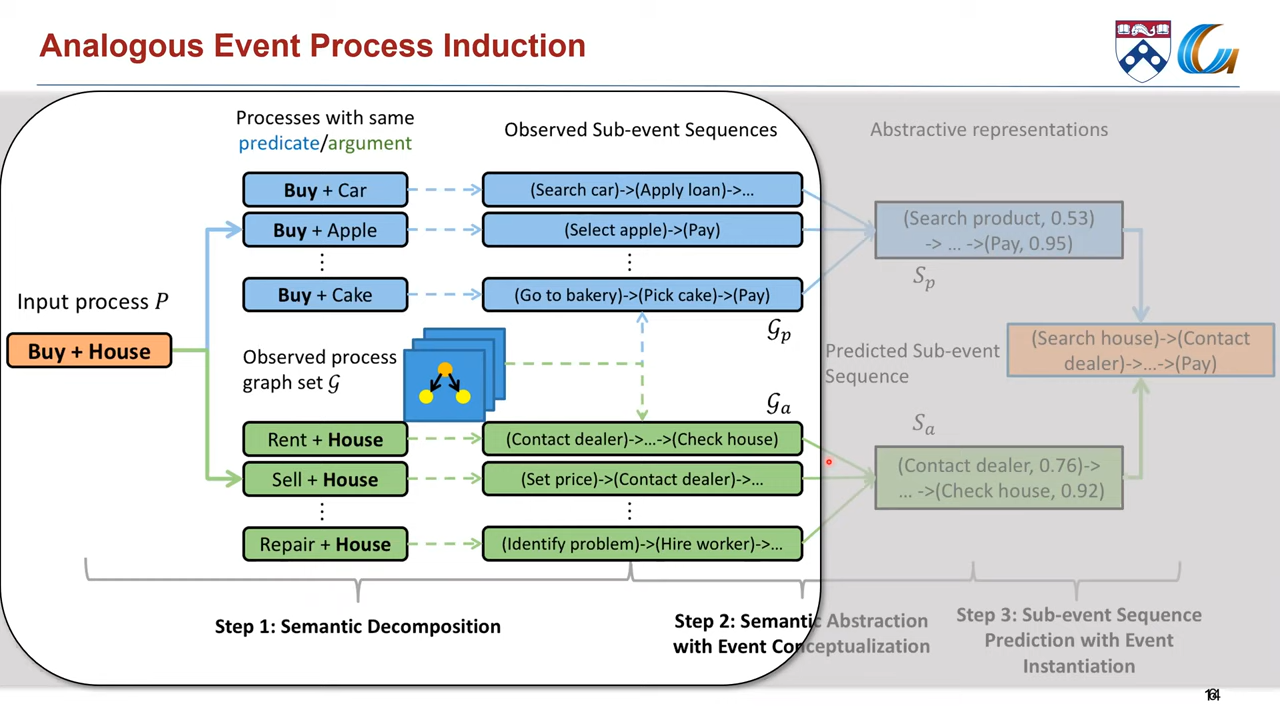 Analogous Event Process Induction
Processes with same
predicate/argument
Observed Sub-event Sequences
Abstractive representations
Buy + Car
(Search car)->(Apply loan)->...
Buy + Apple
(Select apple)->(Pay)
(Search product, 0.53)
-> ... ->(Pay, 0.95)
⋮
⋮
Buy + Cake
(Go to bakery)->(Pick cake)->(Pay)
S_p
Input process P
𝒢_p
Buy + House
Observed process
graph set 𝒢
Predicted Sub-event
Sequence
(Search house)->(Contact
dealer)->...->(Pay)
𝒢_a
S_a
Rent + House
(Contact dealer)->...->(Check house)
Sell + House
(Set price)->(Contact dealer)->...
(Contact dealer, 0.76)->
... ->(Check house, 0.92)
⋮
⋮
Repair + House
(Identify problem)->(Hire worker)->...
Step 1: Semantic Decomposition
Step 2: Semantic Abstraction
with Event Conceptualization
Step 3: Sub-event Sequence
Prediction with Event
Instantiation